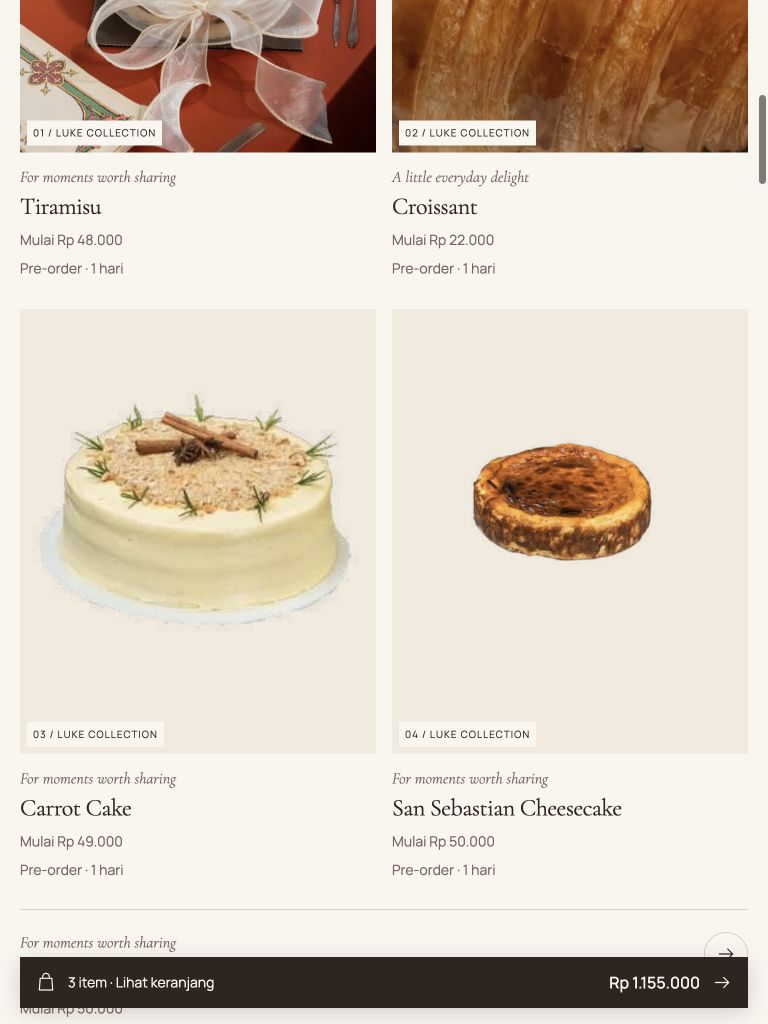 01 / LUKE COLLECTION
02 / LUKE COLLECTION
For moments worth sharing
Tiramisu
Mulai Rp 48.000
Pre-order · 1 hari
A little everyday delight
Croissant
Mulai Rp 22.000
Pre-order · 1 hari
03 / LUKE COLLECTION
04 / LUKE COLLECTION
For moments worth sharing
Carrot Cake
Mulai Rp 49.000
Pre-order · 1 hari
For moments worth sharing
San Sebastian Cheesecake
Mulai Rp 50.000
Pre-order · 1 hari
For moments worth sharing
3 item · Lihat keranjang
Rp 1.155.000
Mulai Rp 50.000